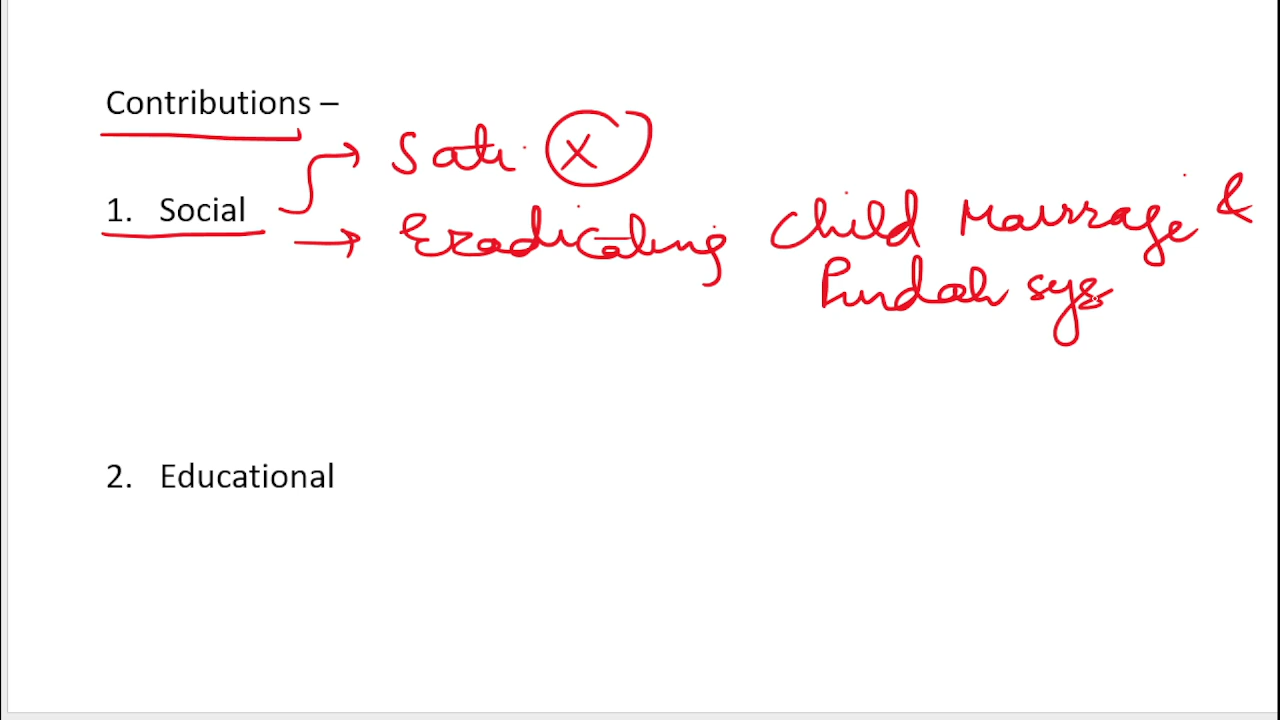 Contributions –
Sati (X)
1. Social
Eradicating Child Marriage &
Purdah sys
2. Educational